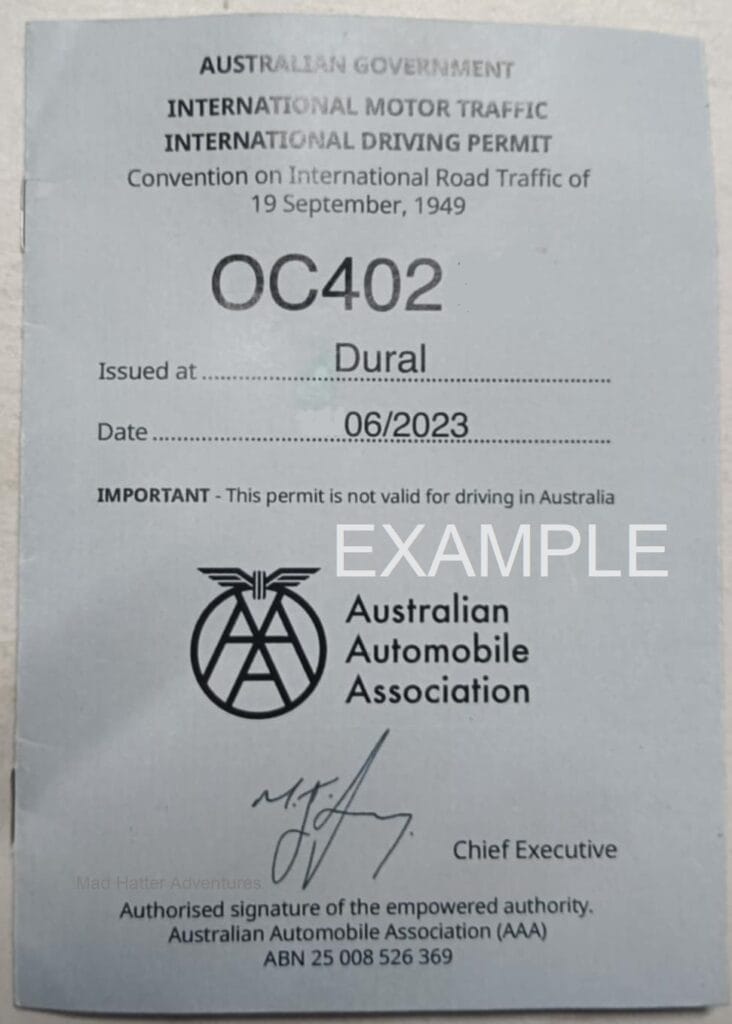 AUSTRALIAN GOVERNMENT
INTERNATIONAL MOTOR TRAFFIC
INTERNATIONAL DRIVING PERMIT
Convention on International Road Traffic of
19 September, 1949
OC402
Issued at ........ Dural ........
Date ........ 06/2023 ........
IMPORTANT - This permit is not valid for driving in Australia
EXAMPLE
AAA
Australian
Automobile
Association
Chief Executive
Mad Hatter Adventures
Authorised signature of the empowered authority.
Australian Automobile Association (AAA)
ABN 25 008 526 369